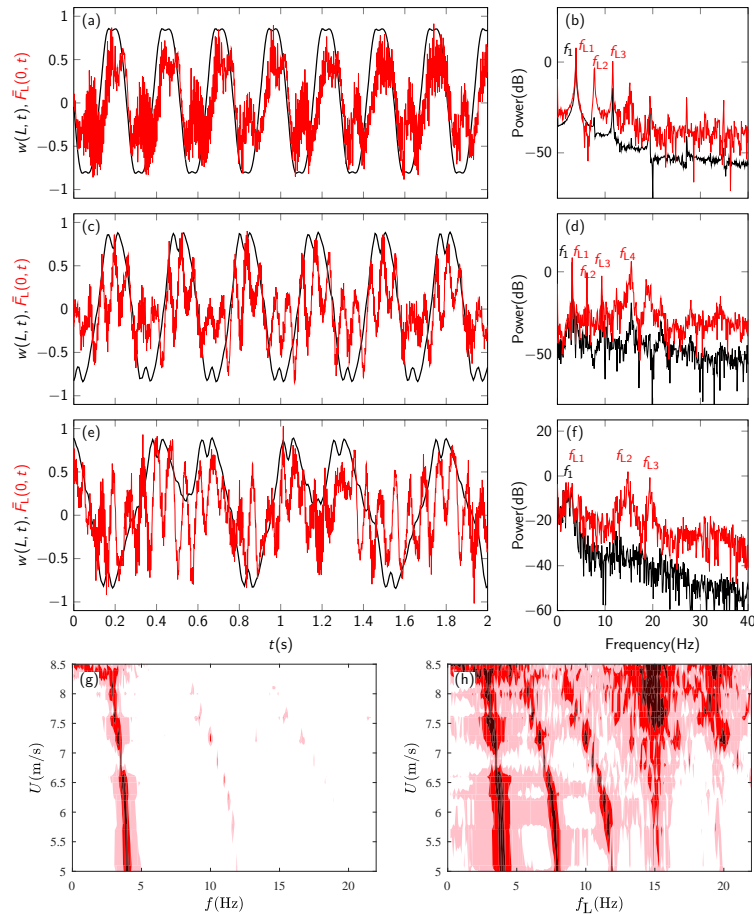 (a) (b)
1
0.5
0
−0.5
−1
w(L, t), F̄L(0, t)
f1 fL1 fL2 fL3
0
−50
Power(dB)
(c) (d)
1
0.5
0
−0.5
−1
w(L, t), F̄L(0, t)
f1 fL1 fL2 fL3 fL4
0
−50
Power(dB)
(e) (f)
1
0.5
0
−0.5
−1
w(L, t), F̄L(0, t)
0 0.2 0.4 0.6 0.8 1 1.2 1.4 1.6 1.8 2
t(s)
f1 fL1 fL2 fL3
20
0
−20
−40
−60
Power(dB)
0 10 20 30 40
Frequency(Hz)
(g) (h)
8.5
8
7.5
7
6.5
6
5.5
5
U(m/s)
0 5 10 15 20
f(Hz)
8.5
8
7.5
7
6.5
6
5.5
5
U(m/s)
0 5 10 15 20
fL(Hz)